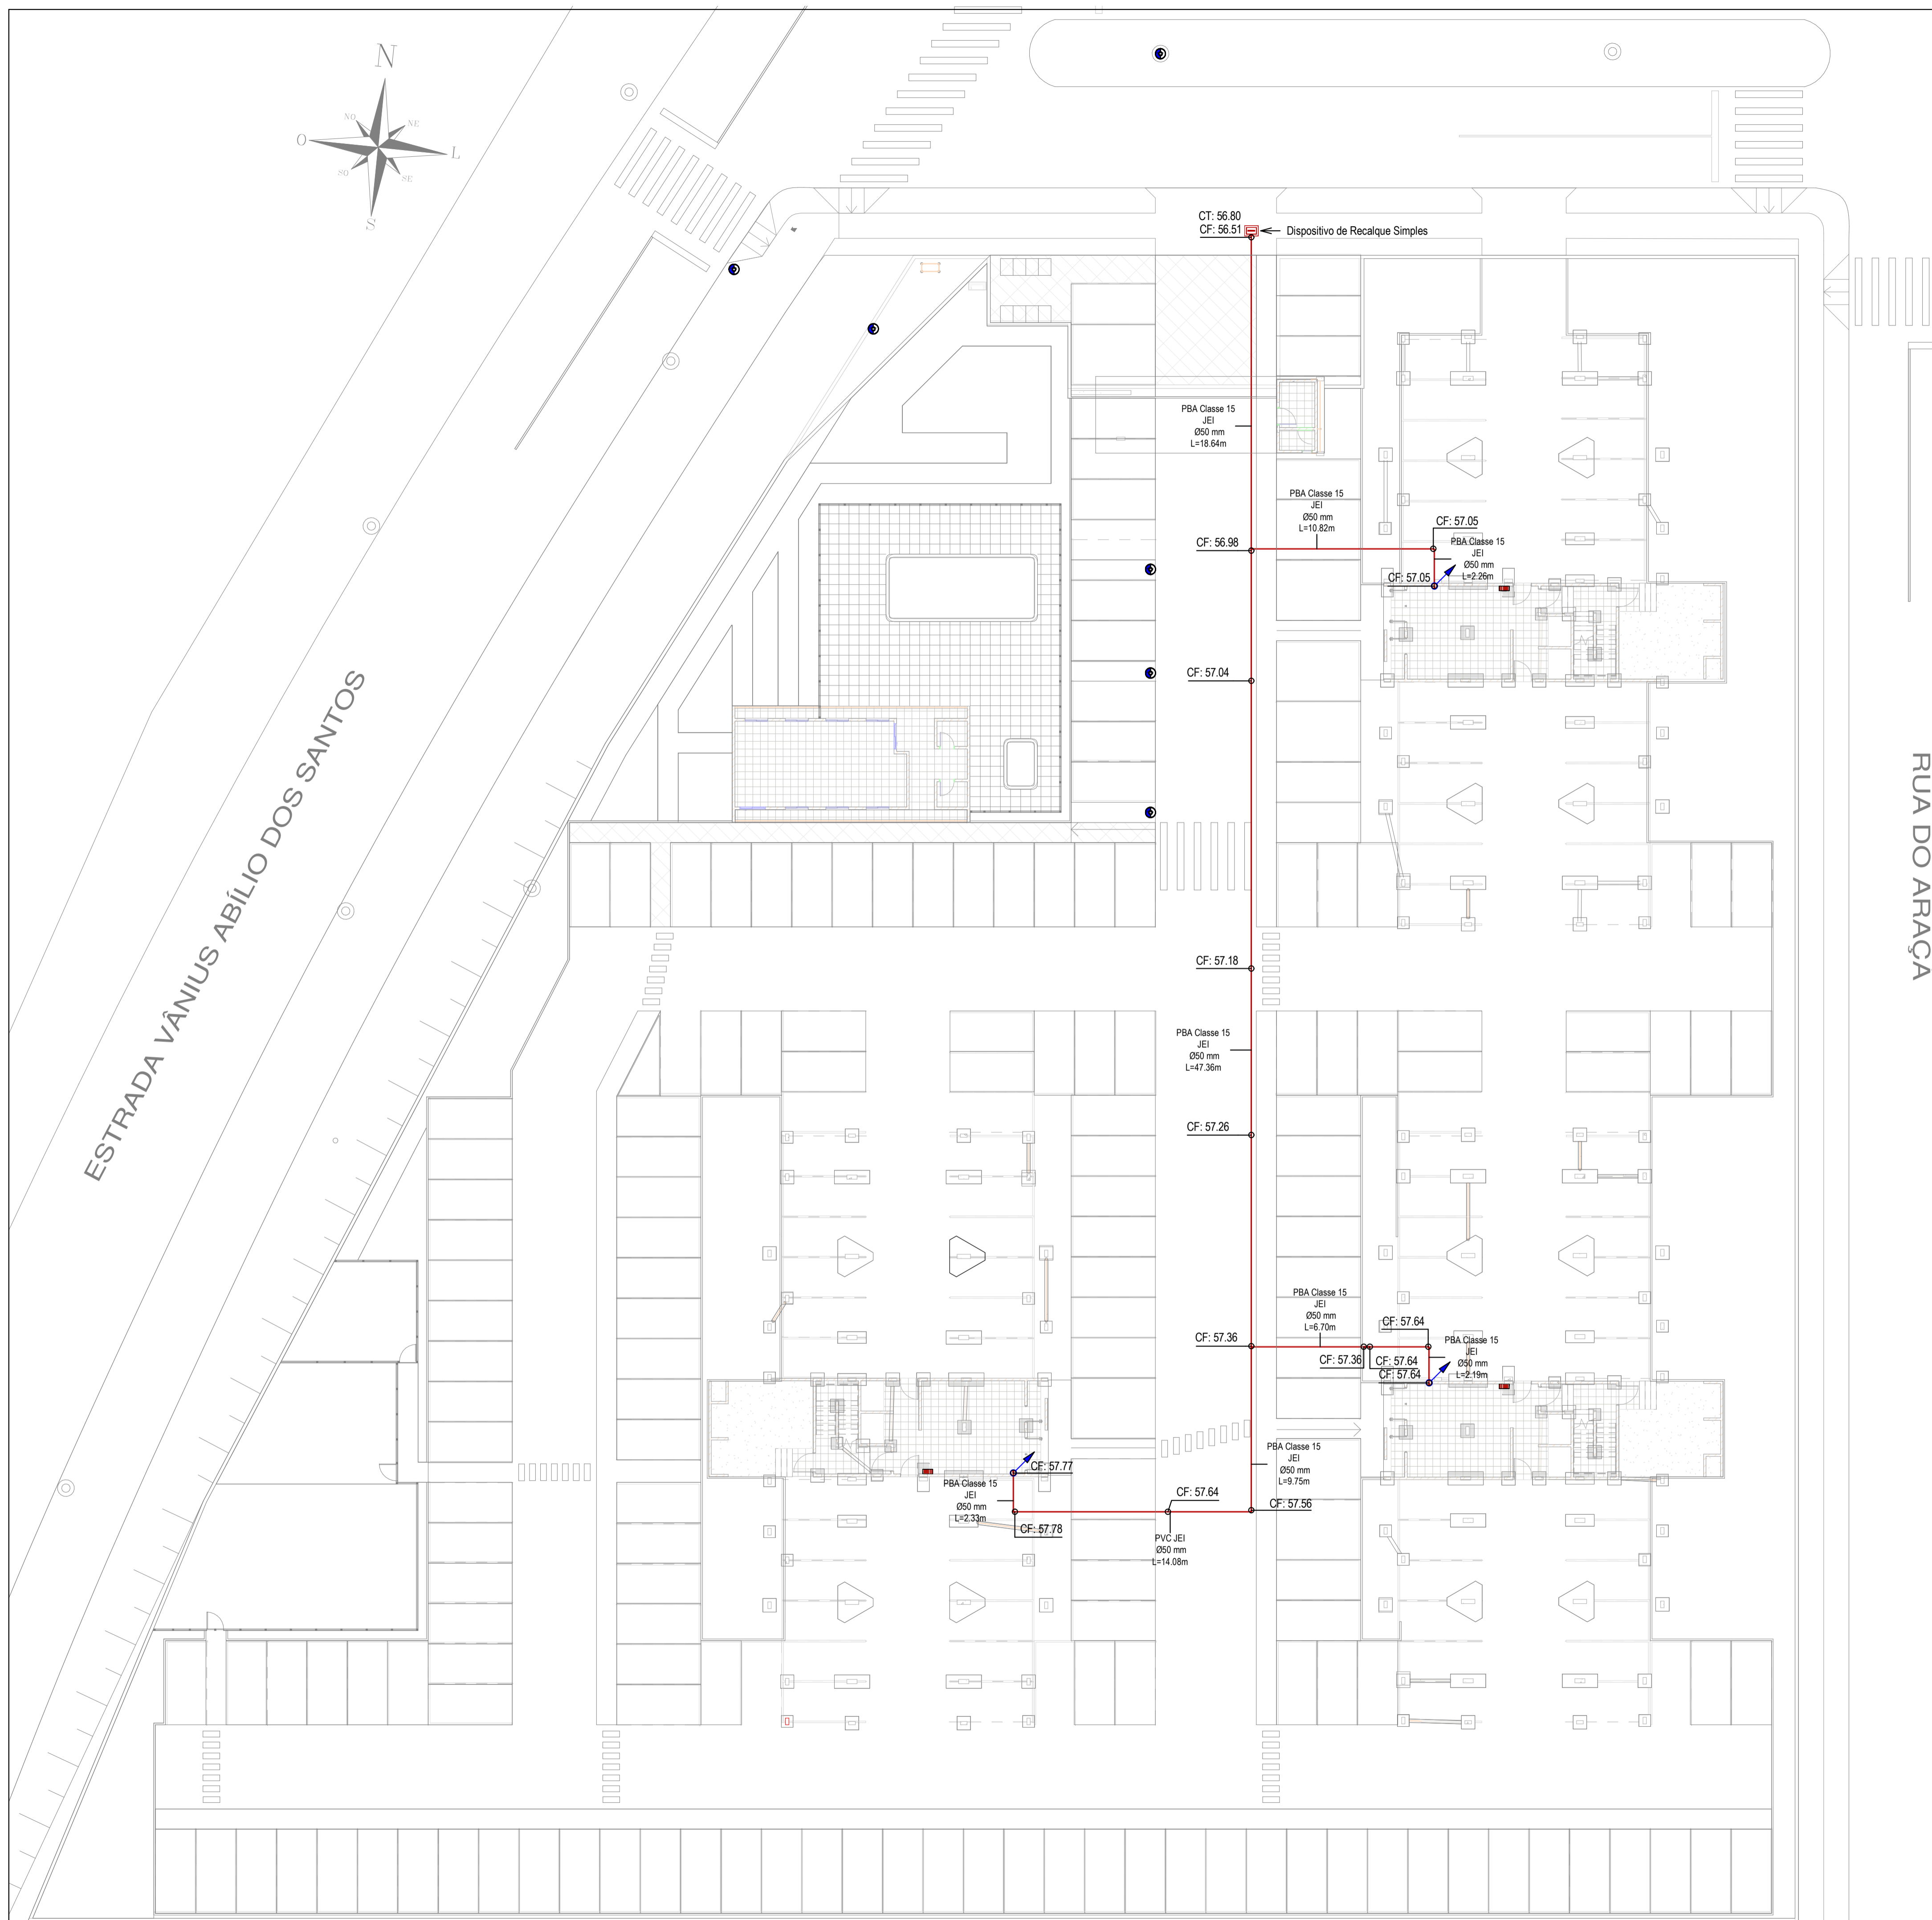 N
NO
NE
O
L
SO
SE
S
CT: 56.80
CF: 56.51
Dispositivo de Recalque Simples
PBA Classe 15
JEI
Ø50 mm
L=18.64m
PBA Classe 15
JEI
Ø50 mm
L=10.82m
CF: 57.05
CF: 56.98
PBA Classe 15
JEI
Ø50 mm
L=2.26m
CF: 57.05
CF: 57.04
ESTRADA VÂNIUS ABÍLIO DOS SANTOS
RUA DO ARAÇA
CF: 57.18
PBA Classe 15
JEI
Ø50 mm
L=47.36m
CF: 57.26
PBA Classe 15
JEI
Ø50 mm
L=6.70m
CF: 57.64
CF: 57.36
PBA Classe 15
JEI
Ø50 mm
L=2.19m
CF: 57.36
CF: 57.64
CF: 57.64
PBA Classe 15
JEI
Ø50 mm
L=9.75m
CF: 57.77
PBA Classe 15
JEI
Ø50 mm
L=2.33m
CF: 57.64
CF: 57.56
CF: 57.78
PVC JEI
Ø50 mm
L=14.08m